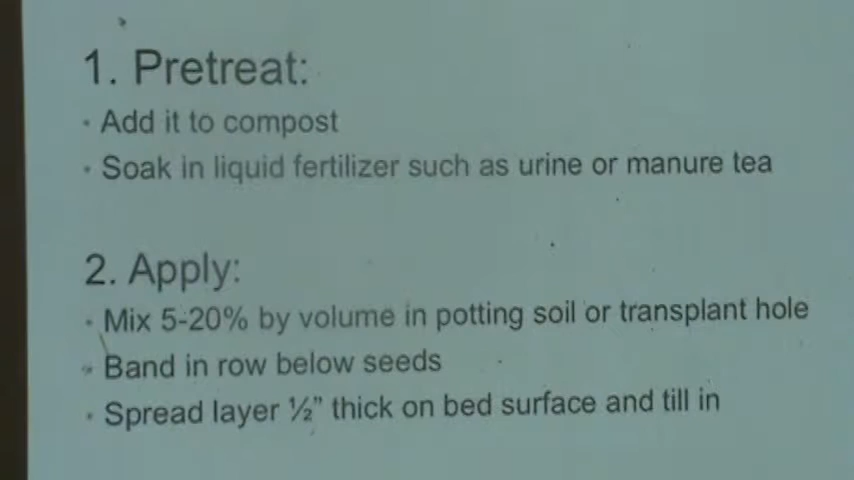 1. Pretreat:
• Add it to compost
• Soak in liquid fertilizer such as urine or manure tea
2. Apply:
• Mix 5-20% by volume in potting soil or transplant hole
• Band in row below seeds
• Spread layer ½” thick on bed surface and till in